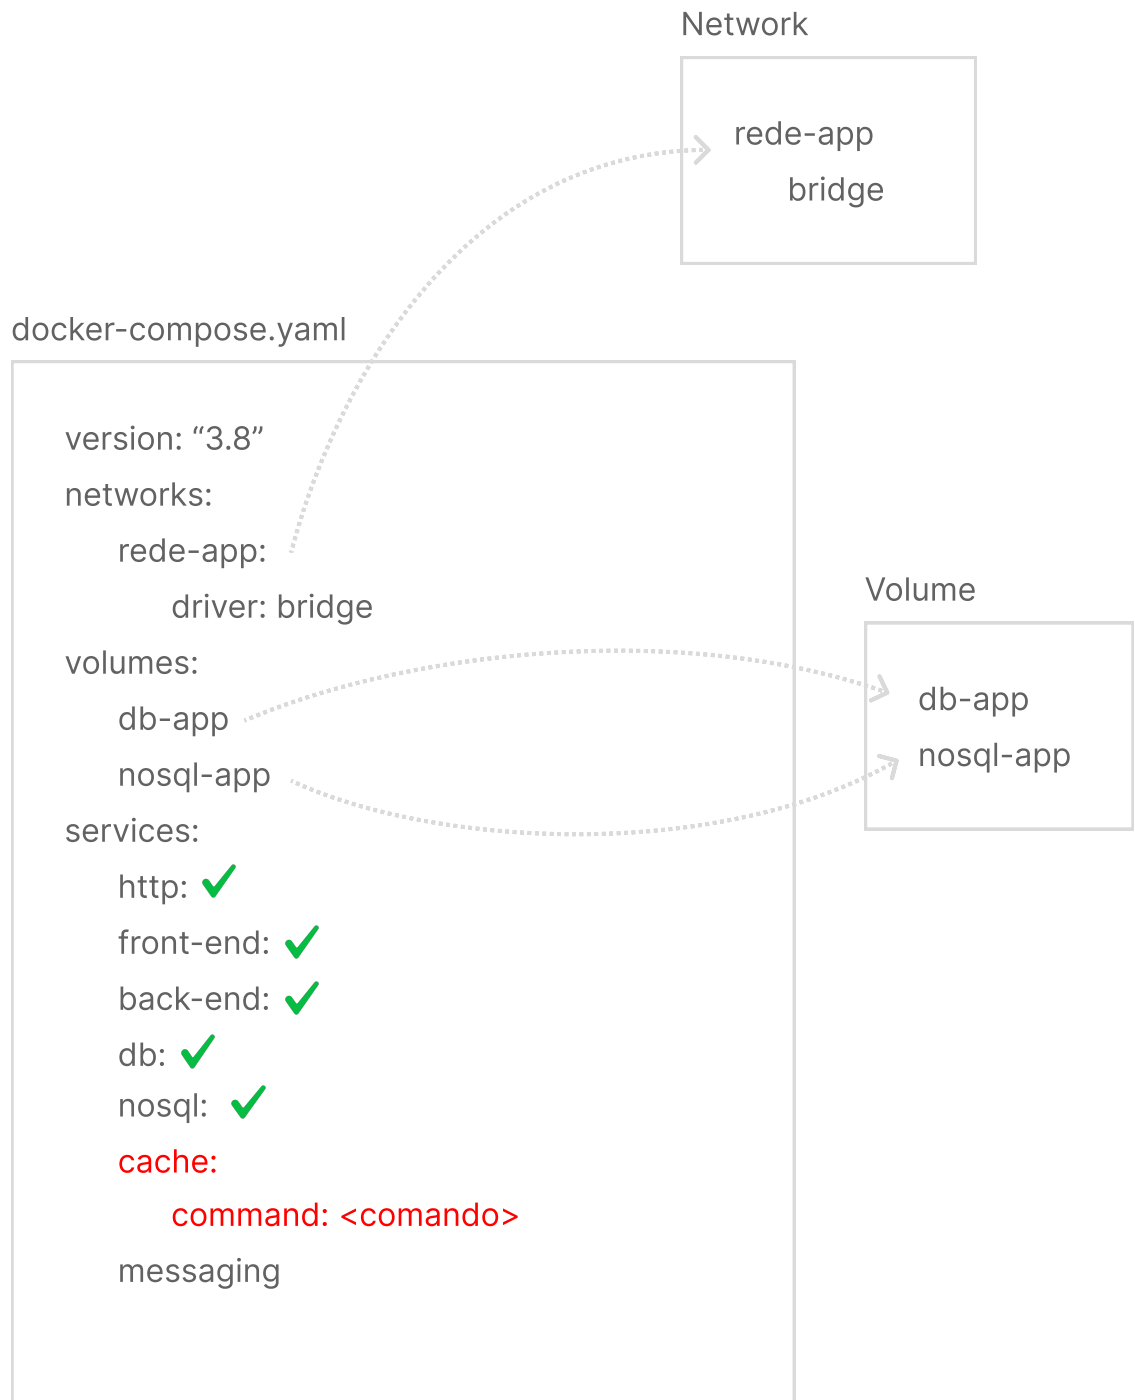 Network
rede-app
bridge
docker-compose.yaml
version: “3.8”
networks:
rede-app:
driver: bridge
volumes:
db-app
nosql-app
services:
http:
front-end:
back-end:
db:
nosql:
cache:
command: <comando>
messaging
Volume
db-app
nosql-app